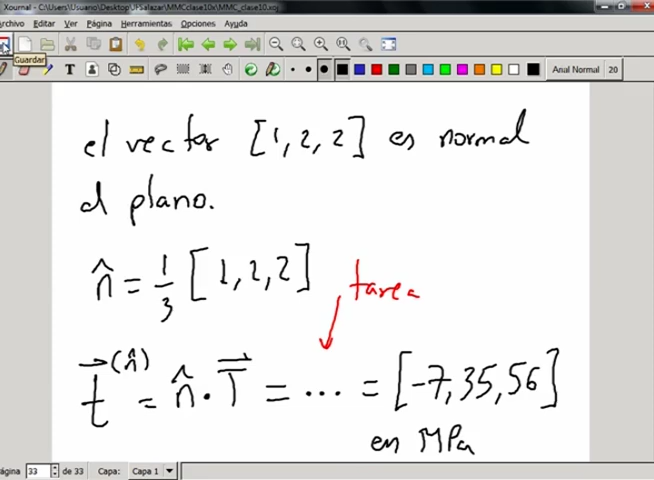 Xournal - C:\Users\Usuario\Desktop\UFSalazar\MMCclase10x\MMC_clase10.xoj
Archivo Editar Ver Página Herramientas Opciones Ayuda
Guardar
Anul Normal 20
el vector [1, 2, 2] es normal
al plano.
n̂ = 1/3 [1, 2, 2]
tarea
t⃗^(n̂) = n̂ · T = ... = [-7, 35, 56]
en MPa
Página 33 de 33 Capa: Capa 1